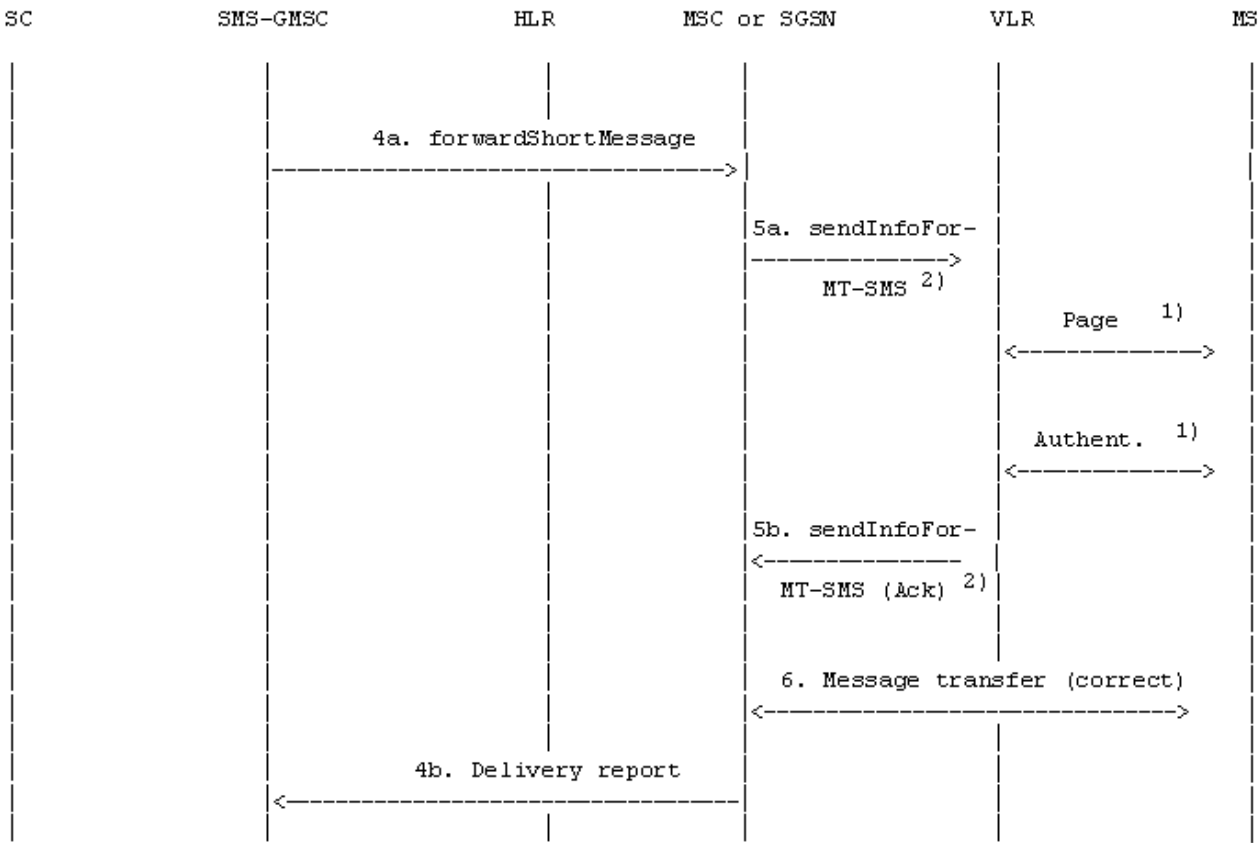 SC SMS-GMSC HLR MSC or SGSN VLR MS
4a. forwardShortMessage
5a. sendInfoFor-
MT-SMS 2)
Page 1)
Authent. 1)
5b. sendInfoFor-
MT-SMS (Ack) 2)
6. Message transfer (correct)
4b. Delivery report